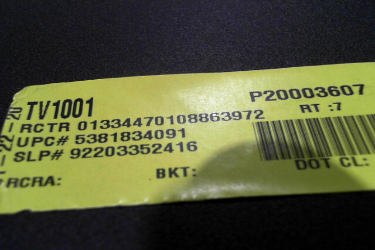 TV1001
P20003607
RCTR 01334470108863972
RT :7
UPC# 5381834091
SLP# 92203352416
RCRA:
BKT:
DOT CL: